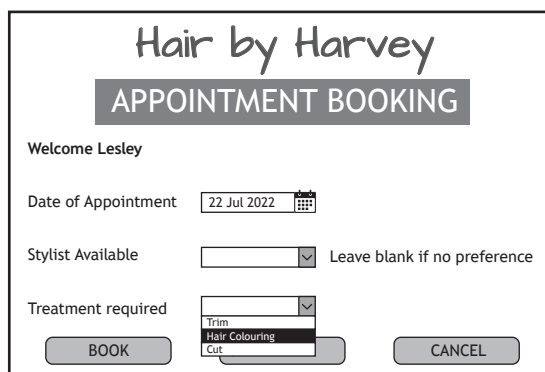 Hair by Harvey
APPOINTMENT BOOKING
Welcome Lesley
Date of Appointment 22 Jul 2022
Stylist Available Leave blank if no preference
Treatment required
Trim
Hair Colouring
Cut
BOOK CANCEL